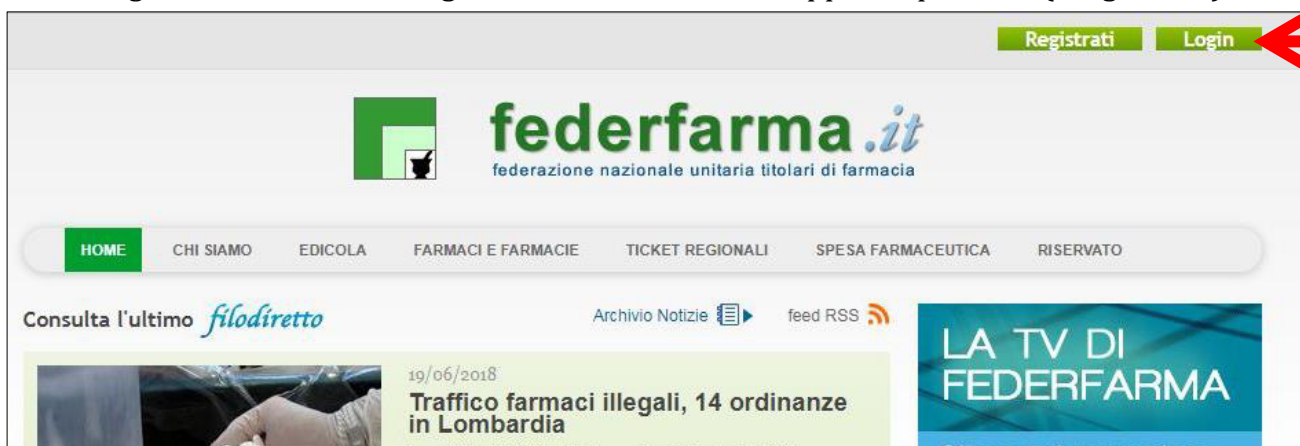 Registrati Login
federfarma.it
federazione nazionale unitaria titolari di farmacia
HOME CHI SIAMO EDICOLA FARMACI E FARMACIE TICKET REGIONALI SPESA FARMACEUTICA RISERVATO
Consulta l'ultimo filodiretto Archivio Notizie feed RSS
LA TV DI
FEDERFARMA
19/06/2018
Traffico farmaci illegali, 14 ordinanze
in Lombardia